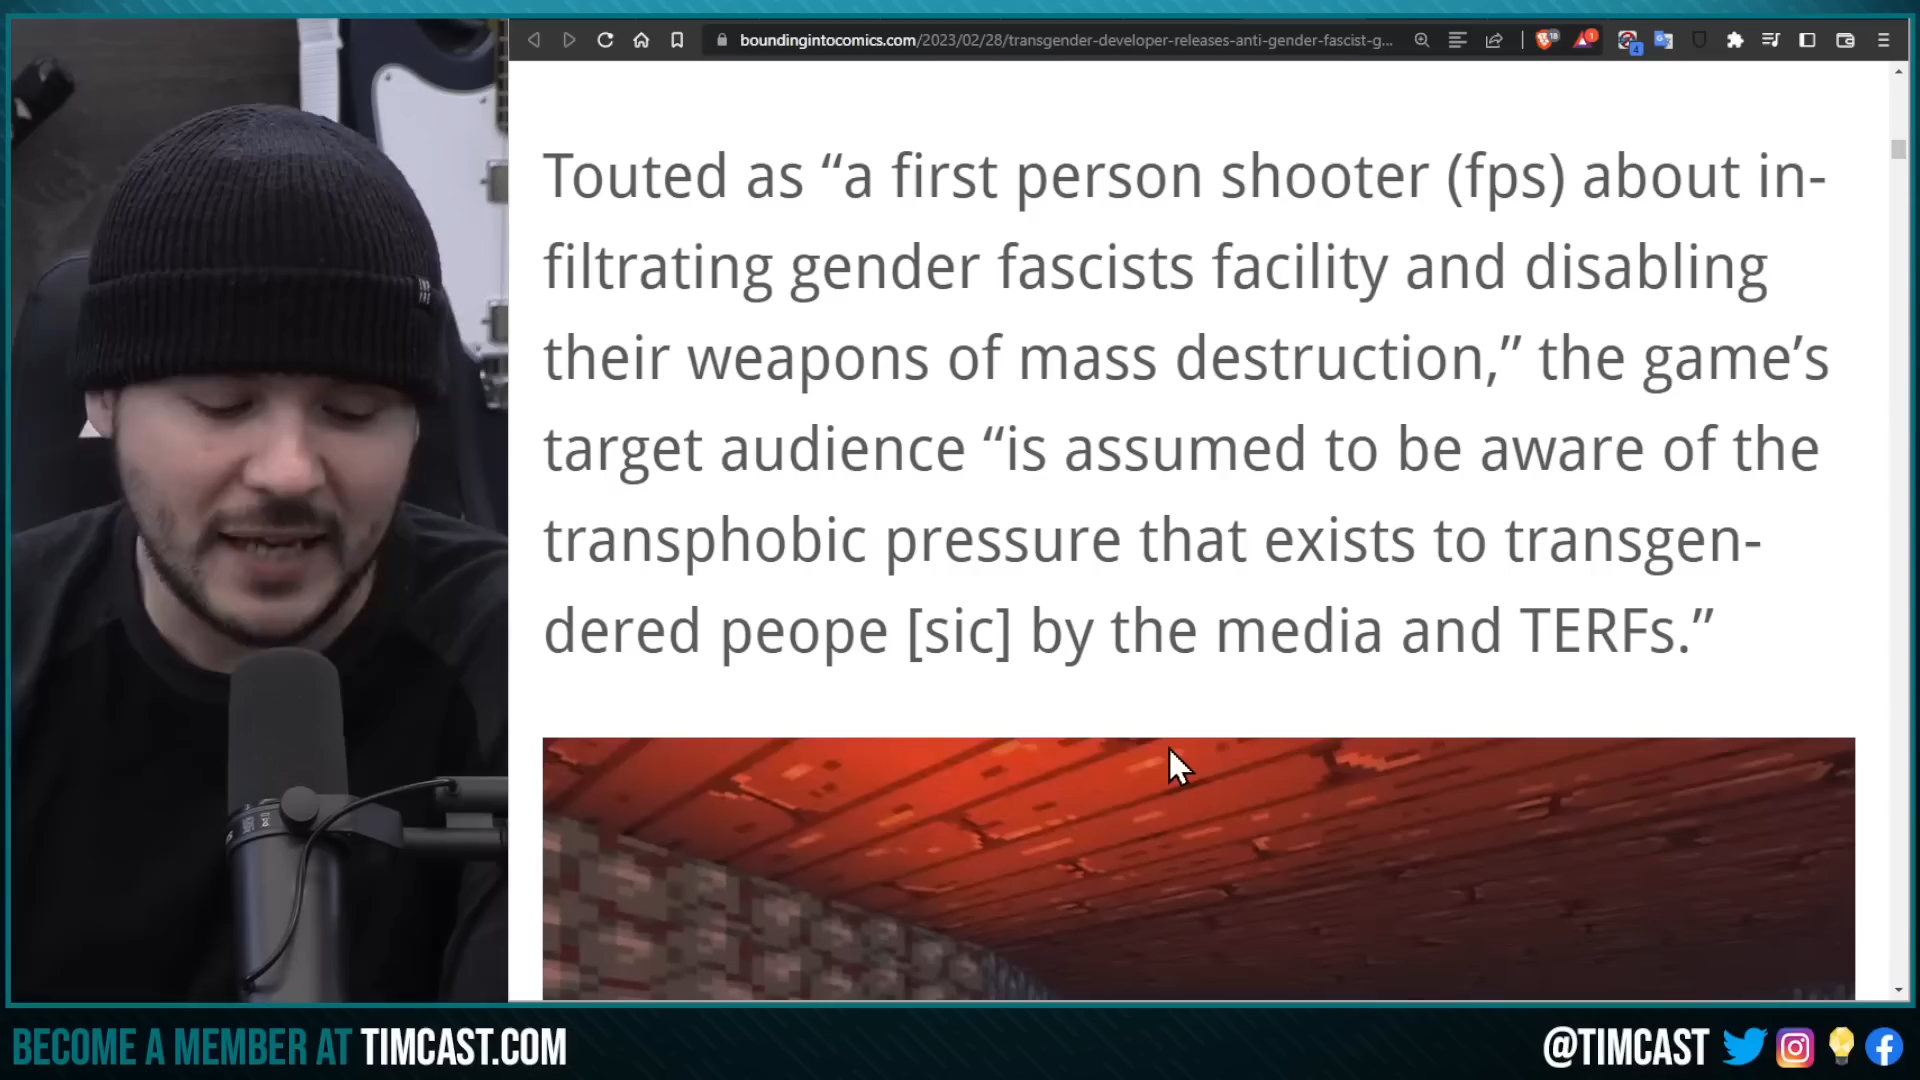 boundingintocomics.com/2023/02/28/transgender-developer-releases-anti-gender-fascist-g...
Touted as “a first person shooter (fps) about in-
filtrating gender fascists facility and disabling
their weapons of mass destruction,” the game’s
target audience “is assumed to be aware of the
transphobic pressure that exists to transgen-
dered peope [sic] by the media and TERFs.”
BECOME A MEMBER AT TIMCAST.COM
@TIMCAST